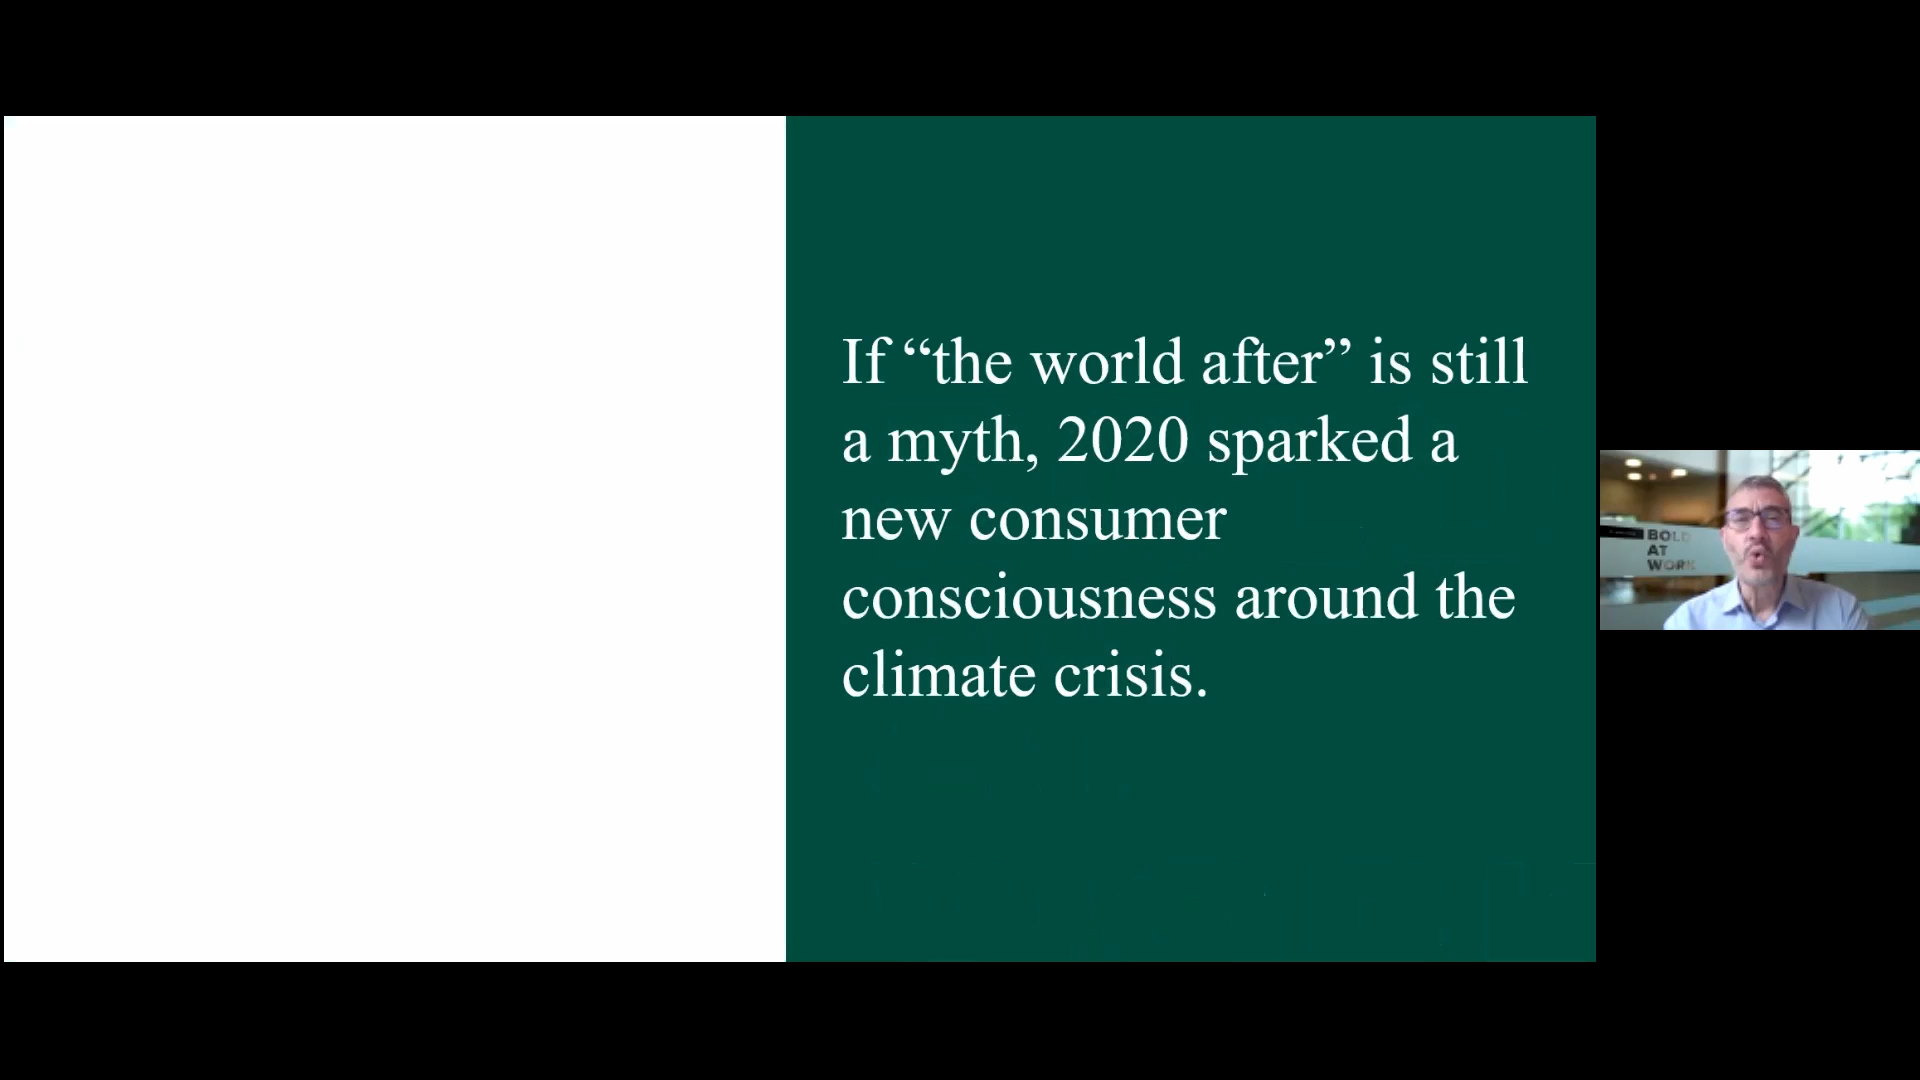 If “the world after” is still
a myth, 2020 sparked a
new consumer
consciousness around the
climate crisis.
BOLD
AT
WORK